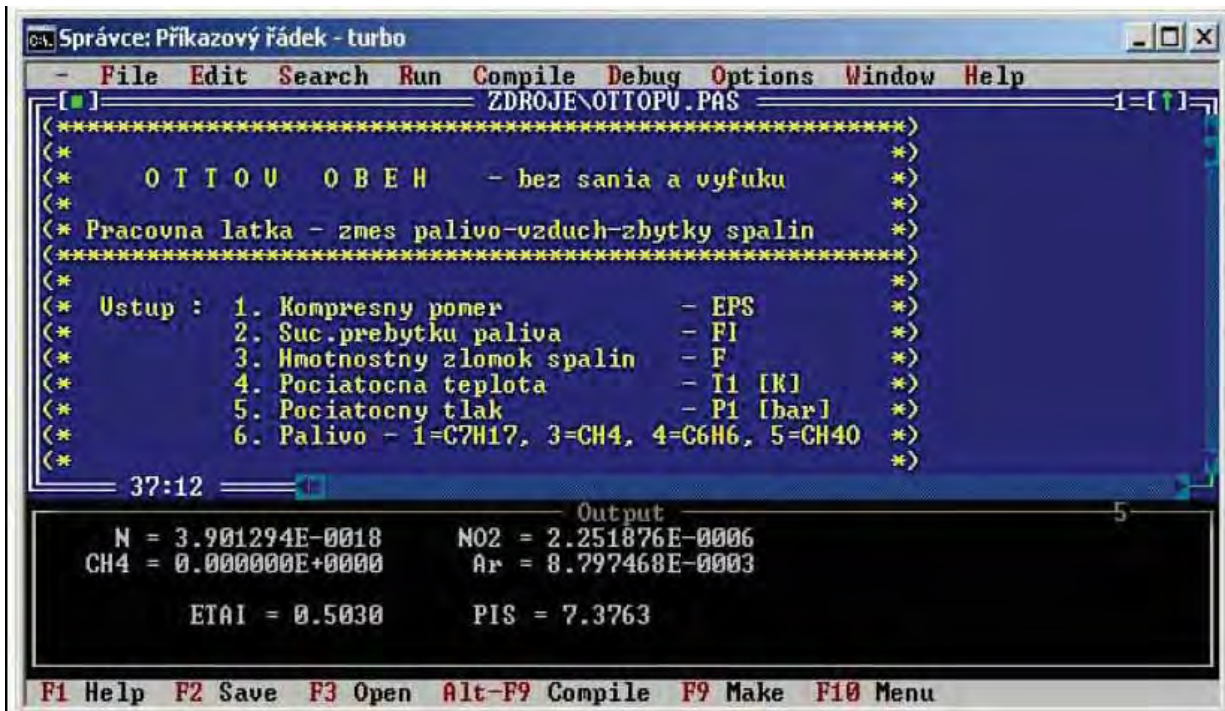 Správce: Příkazový řádek - turbo
- File Edit Search Run Compile Debug Options Window Help
[■] ZDROJE\OTTOPV.PAS 1=[↑]
(*******************************************************)
(* *)
(* O T T O V O B E H - bez sania a vyfuku *)
(* *)
(* Pracovna latka - zmes palivo-vzduch-zbytky spalin *)
(*******************************************************)
(* *)
(* Vstup : 1. Kompresny pomer - EPS *)
(* 2. Suc.prebytku paliva - FI *)
(* 3. Hmotnostny zlomok spalin - F *)
(* 4. Pociatocna teplota - T1 [K] *)
(* 5. Pociatocny tlak - P1 [bar] *)
(* 6. Palivo - 1=C7H17, 3=CH4, 4=C6H6, 5=CH4O *)
(* *)
37:12
Output 5
N = 3.901294E-0018 NO2 = 2.251876E-0006
CH4 = 0.000000E+0000 Ar = 8.797468E-0003
ETAI = 0.5030 PIS = 7.3763
F1 Help F2 Save F3 Open Alt-F9 Compile F9 Make F10 Menu